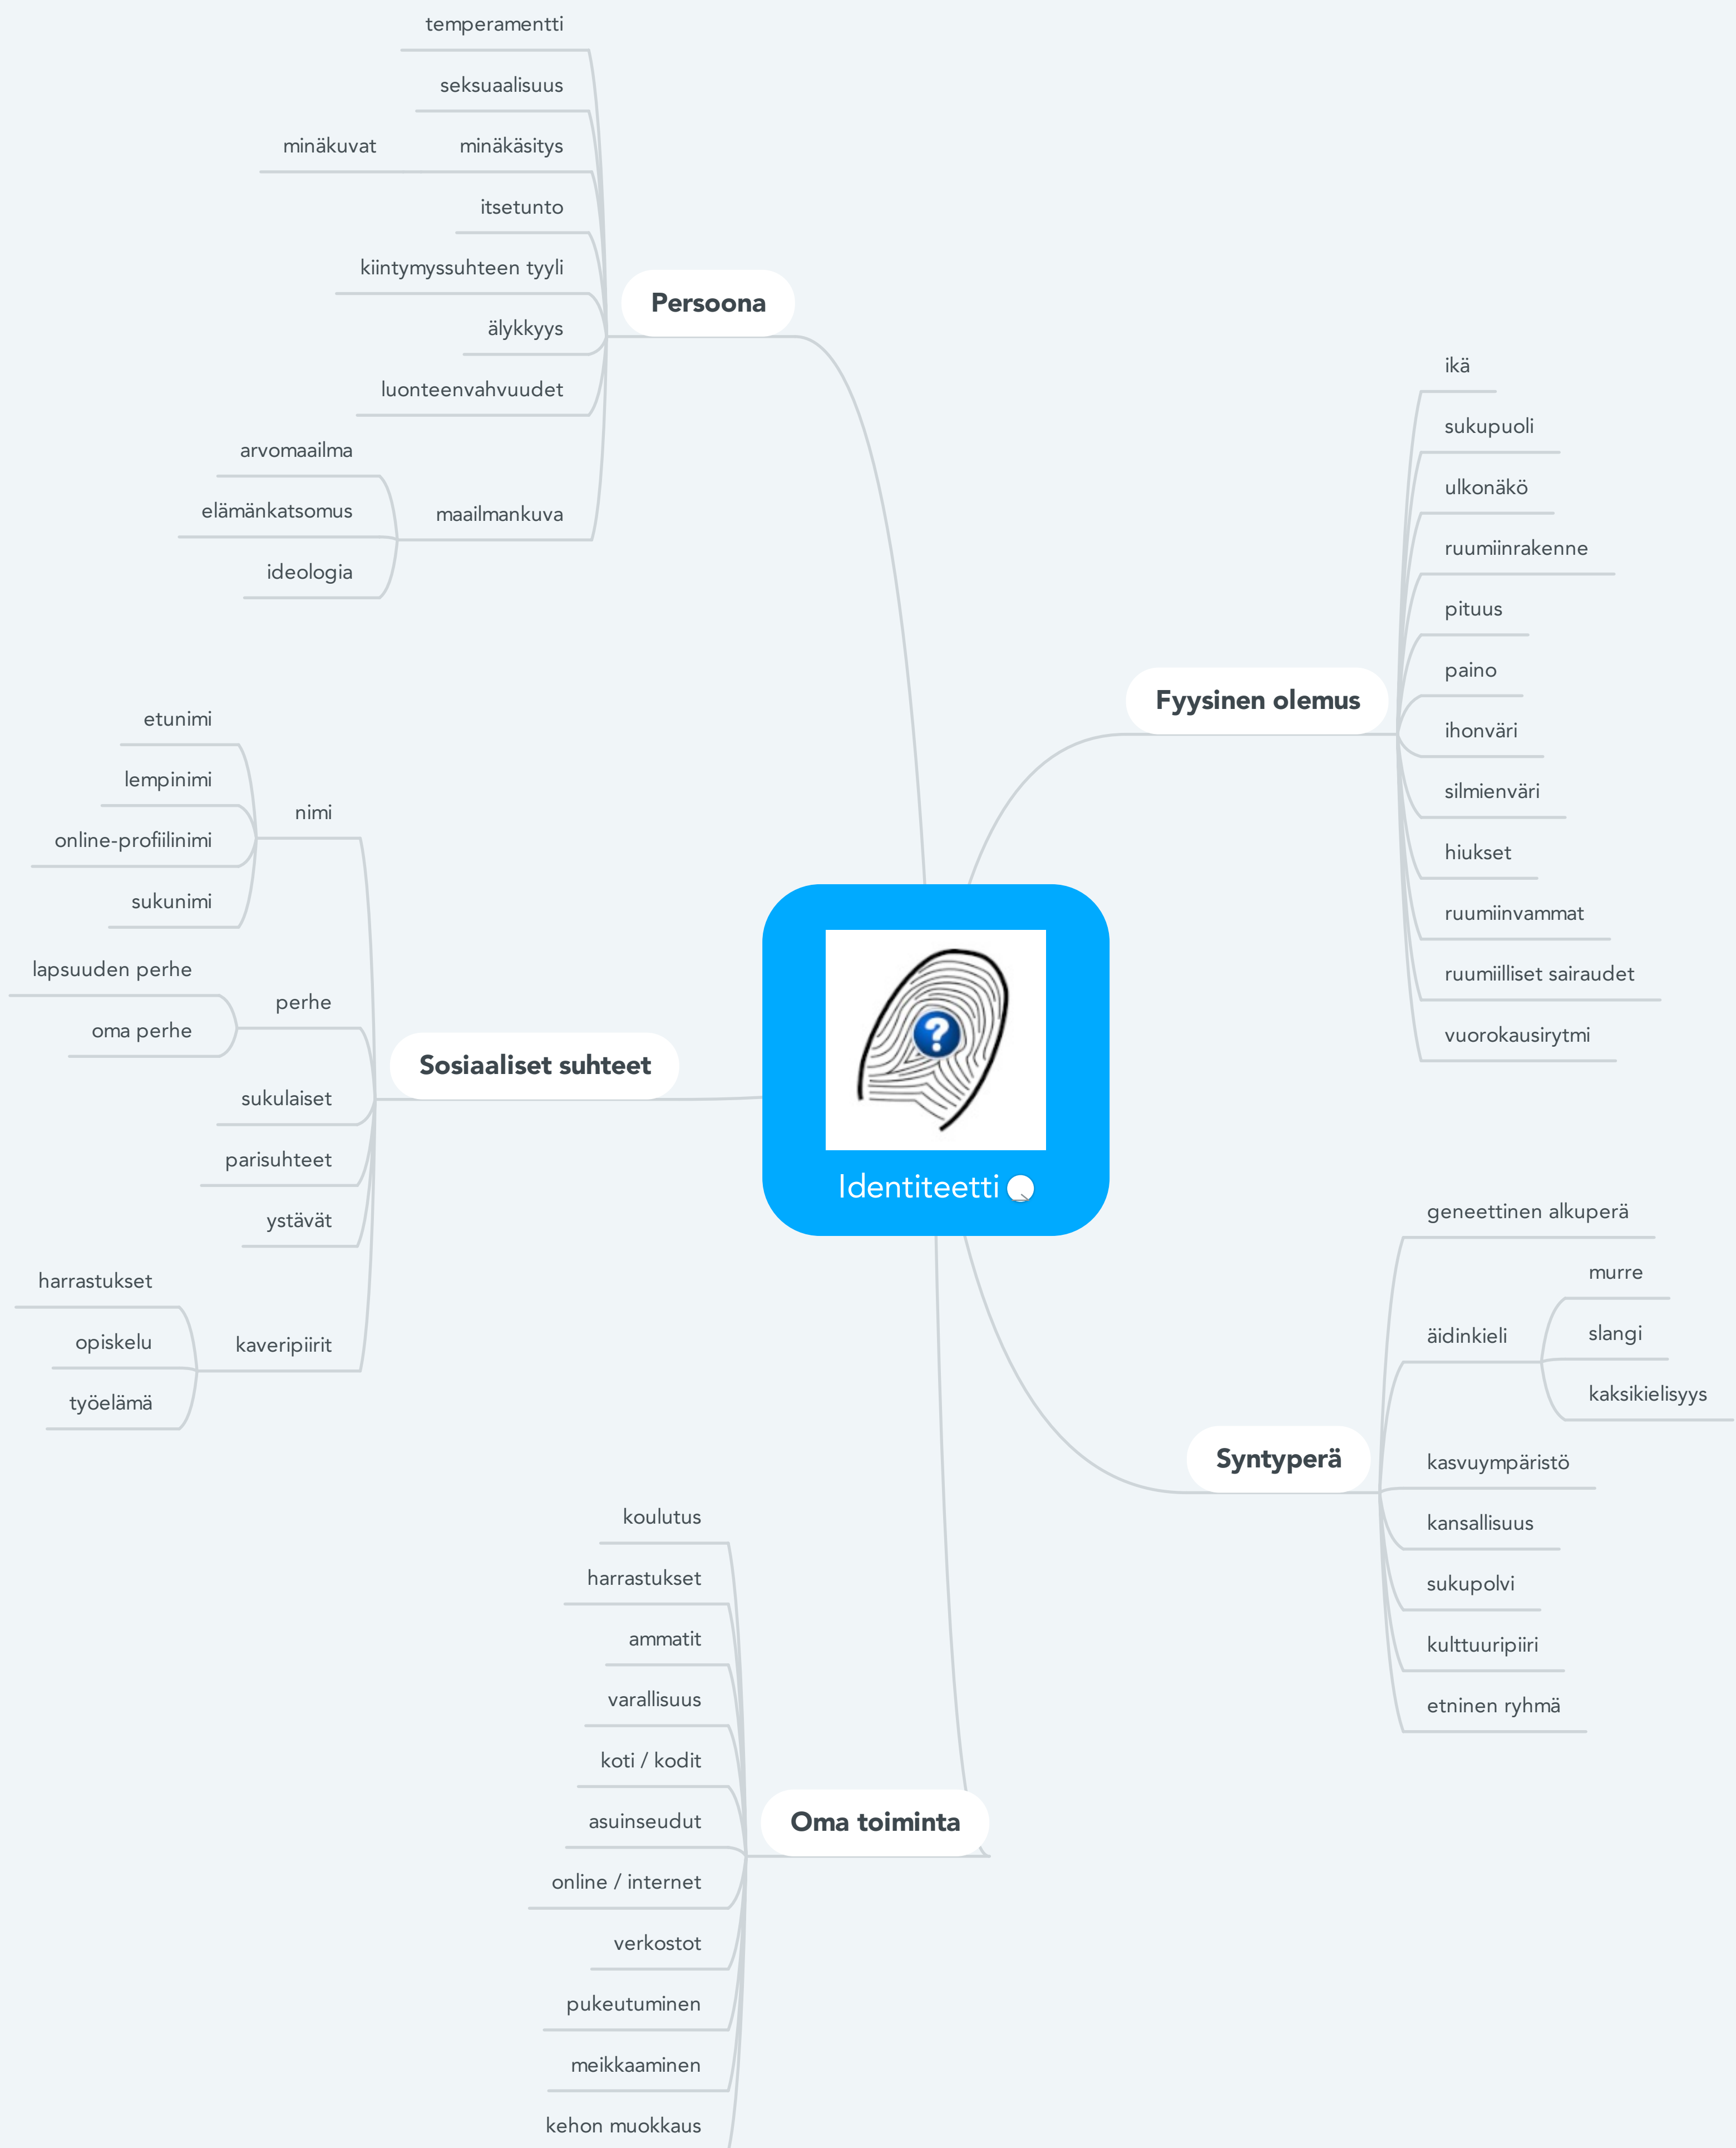 temperamentti
seksuaalisuus
minäkuvat minäkäsitys
itsetunto
kiintymyssuhteen tyyli
älykkyys
luonteenvahvuudet
arvomaailma
elämänkatsomus
ideologia
maailmankuva
Persoona
etunimi
lempinimi
online-profiilinimi
sukunimi
nimi
lapsuuden perhe
oma perhe
perhe
sukulaiset
parisuhteet
ystävät
harrastukset
opiskelu
työelämä
kaveripiirit
Sosiaaliset suhteet
?
Identiteetti
Fyysinen olemus
ikä
sukupuoli
ulkonäkö
ruumiinrakenne
pituus
paino
ihonväri
silmienväri
hiukset
ruumiinvammat
ruumiilliset sairaudet
vuorokausirytmi
Syntyperä
geneettinen alkuperä
äidinkieli
murre
slangi
kaksikielisyys
kasvuympäristö
kansallisuus
sukupolvi
kulttuuripiiri
etninen ryhmä
Oma toiminta
koulutus
harrastukset
ammatit
varallisuus
koti / kodit
asuinseudut
online / internet
verkostot
pukeutuminen
meikkaaminen
kehon muokkaus